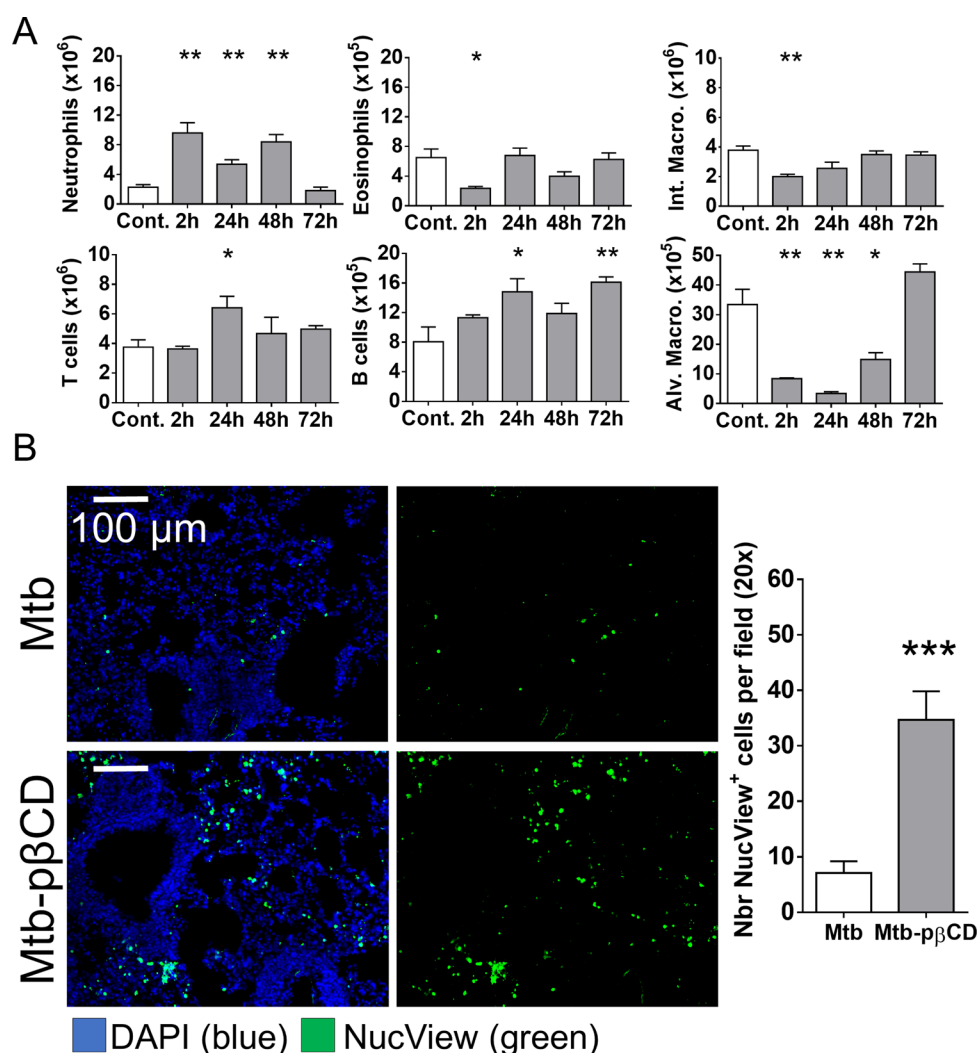 A
Neutrophils (x10⁶)
20
16
12
8
4
0
** ** **
Cont. 2h 24h 48h 72h
Eosinophils (x10⁵)
20
16
12
8
4
0
*
Cont. 2h 24h 48h 72h
Int. Macro. (x10⁶)
10
8
6
4
2
0
**
Cont. 2h 24h 48h 72h
T cells (x10⁶)
10
8
6
4
2
0
*
Cont. 2h 24h 48h 72h
B cells (x10⁵)
20
16
12
8
4
0
* **
Cont. 2h 24h 48h 72h
Alv. Macro. (x10⁵)
50
40
30
20
10
0
** ** *
Cont. 2h 24h 48h 72h
B
Mtb
100 µm
Mtb-pβCD
Nbr NucView⁺ cells per field (20x)
60
50
40
30
20
10
0
***
Mtb Mtb-pβCD
DAPI (blue) NucView (green)